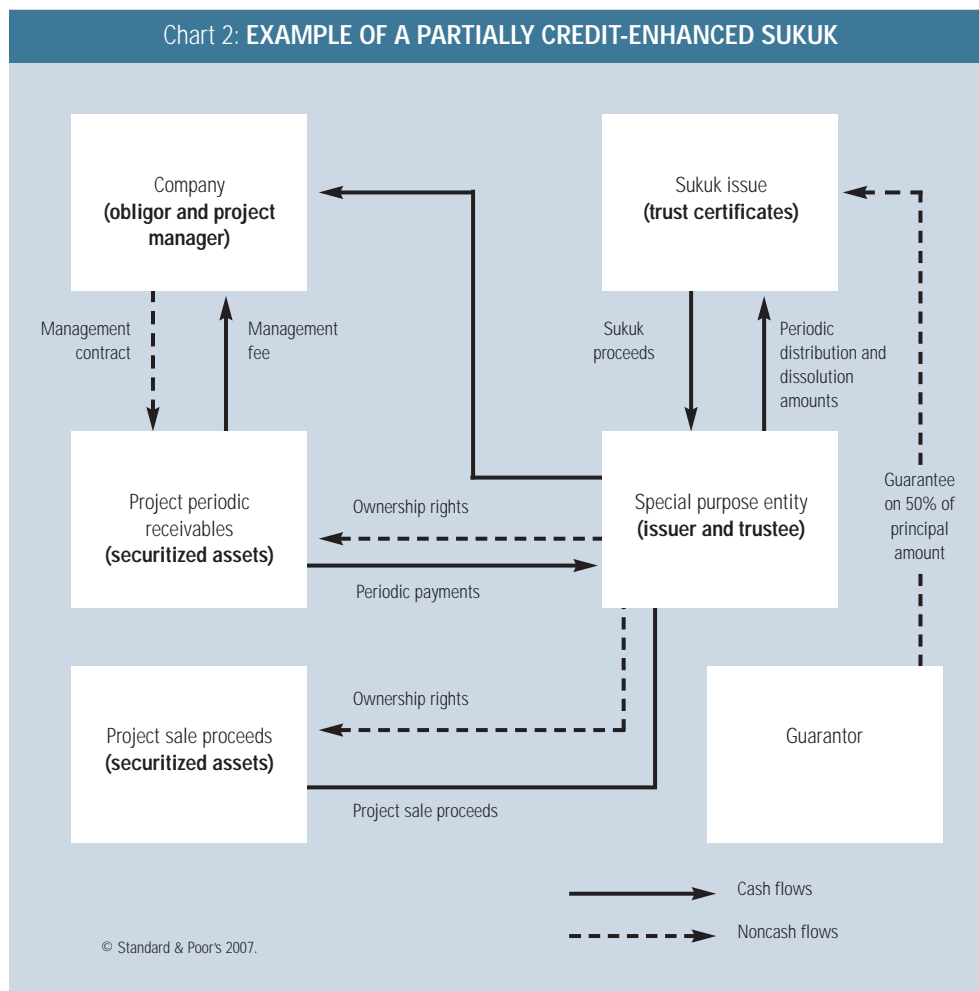 Chart 2: EXAMPLE OF A PARTIALLY CREDIT-ENHANCED SUKUK
Company
(obligor and project
manager)
Sukuk issue
(trust certificates)
Management
contract
Management
fee
Sukuk
proceeds
Periodic
distribution and
dissolution
amounts
Project periodic
receivables
(securitized assets)
Ownership rights
Periodic payments
Special purpose entity
(issuer and trustee)
Guarantee
on 50% of
principal
amount
Project sale proceeds
(securitized assets)
Ownership rights
Project sale proceeds
Guarantor
Cash flows
Noncash flows
© Standard & Poor's 2007.